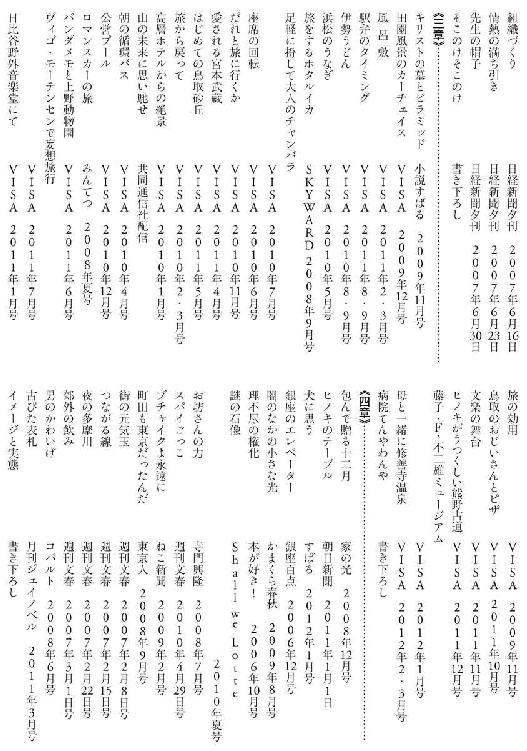 組織づくり 日経新聞夕刊 2007年6月16日
情熱の満ち引き 日経新聞夕刊 2007年6月23日
先生の帽子 日経新聞夕刊 2007年6月30日
そこのけそこのけ 書き下ろし
《三章》
キリストの墓とピラミッド 小説すばる 2009年11月号
田園風景のカーチェイス VISA 2009年12月号
風呂敷 VISA 2011年2・3月号
駅弁のタイミング VISA 2011年8・9月号
伊勢うどん VISA 2010年8・9月号
浜松のうなぎ VISA 2010年5月号
旅をするホタルイカ SKYWARD 2008年9月号
足軽に扮して大人のチャンバラ VISA 2010年7月号
座席の回転 VISA 2010年6月号
だれと旅に行くか VISA 2010年11月号
愛される宮本武蔵 VISA 2011年4月号
はじめての鳥取砂丘 VISA 2011年5月号
旅から戻って VISA 2010年2・3月号
高層ホテルからの絶景 VISA 2010年1月号
山の未来に思い馳せ 共同通信社配信
朝の循環バス VISA 2010年4月号
公営プール VISA 2010年12月号
ロマンスカーの旅 みんてつ 2008年夏号
パンダメモと上野動物園 VISA 2011年6月号
ヴィゴ・モーテンセンで妄想旅行 VISA 2011年7月号
日比谷野外音楽堂にて VISA 2011年1月号
旅の効用 VISA 2009年11月号
鳥取のおじいさんとピザ VISA 2011年10月号
文楽の舞台 VISA 2011年11月号
ヒノキがうつくしい熊野古道 VISA 2011年12月号
藤子・F・不二雄ミュージアム VISA 2012年1月号
母と一緒に修善寺温泉 VISA 2012年2・3月号
病院てんやわんや 書き下ろし
《四章》
包んで贈る十二月 家の光 2008年12月号
ヒノキのテーブル 朝日新聞 2011年1月1日
犬に思う すばる 2012年1月号
銀座のエンペラー 銀座百点 2006年12月号
闇のなかの小さな光 かまくら春秋 2009年8月号
理不尽の権化 本が好き! 2006年10月号
謎の石像 Shall we Lote 2010年夏号
お坊さんの力 寺門興隆 2008年7月号
スパイごっこ 週刊文春 2010年4月29日号
プチャイクよ永遠に ねこ新聞 2009年2月号
町田も東京だったんだ 東京人 2008年9月号
街の元気玉 週刊文春 2007年2月8日号
つながる線 週刊文春 2007年2月15日号
夜の多摩川 週刊文春 2007年2月22日号
郊外の飲み 週刊文春 2007年3月1日号
男のかわいげ コバルト 2008年6月号
古びた表札 月刊ジェイノベル 2011年3月号
イメージと実態 書き下ろし